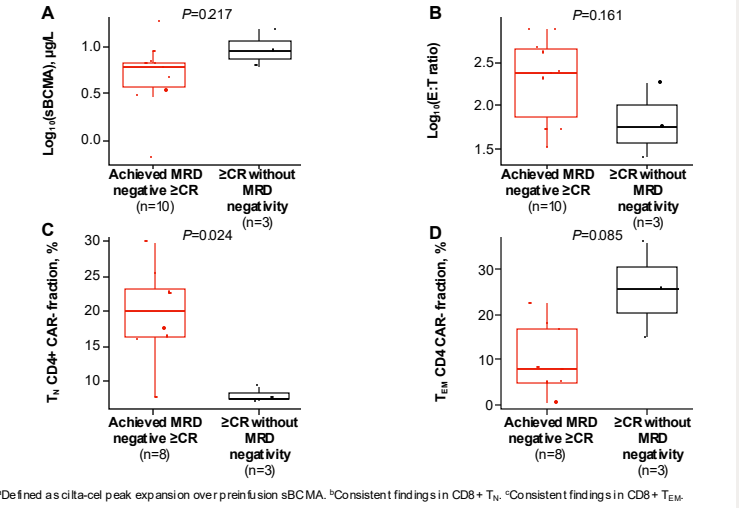 A
P=0.217
Log₁₀(sBCMA), µg/L
1.0
0.5
0.0
Achieved MRD
negative ≥CR
(n=10)
≥CR without
MRD
negativity
(n=3)
B
P=0.161
Log₁₀(E:T ratio)
2.5
2.0
1.5
Achieved MRD
negative ≥CR
(n=10)
≥CR without
MRD
negativity
(n=3)
C
P=0.024
T_N CD4+ CAR- fraction, %
30
25
20
15
10
Achieved MRD
negative ≥CR
(n=8)
≥CR without
MRD
negativity
(n=3)
D
P=0.085
T_EM CD4 CAR- fraction, %
30
20
10
0
Achieved MRD
negative ≥CR
(n=8)
≥CR without
MRD
negativity
(n=3)
ᵃDefined as cilta-cel peak expansion over preinfusion sBCMA. ᵇConsistent findings in CD8+ T_N. ᶜConsistent findings in CD8+ T_EM.